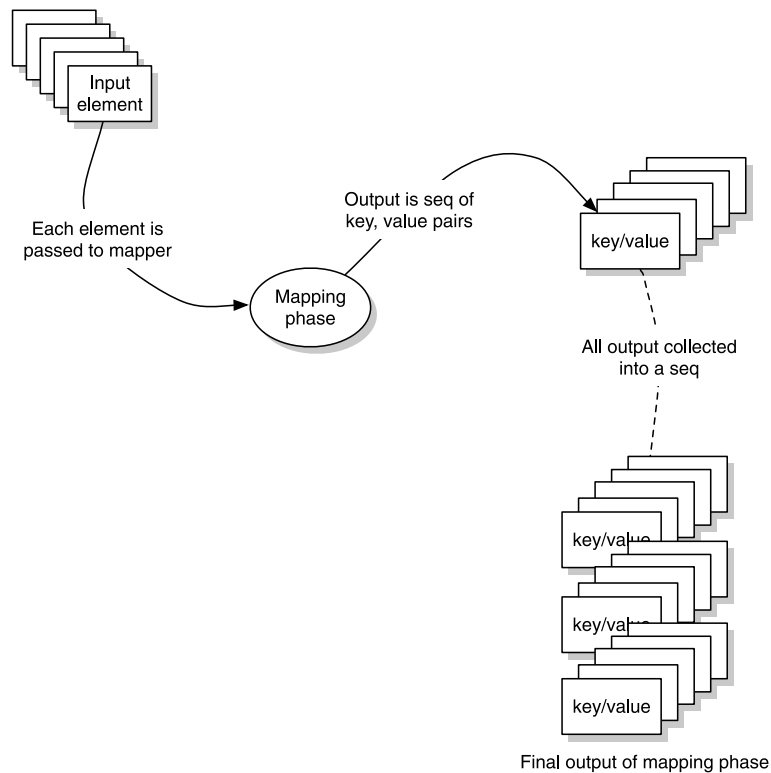 Input
element
Each element is
passed to mapper
Mapping
phase
Output is seq of
key, value pairs
key/value
All output collected
into a seq
key/value
key/value
key/value
Final output of mapping phase